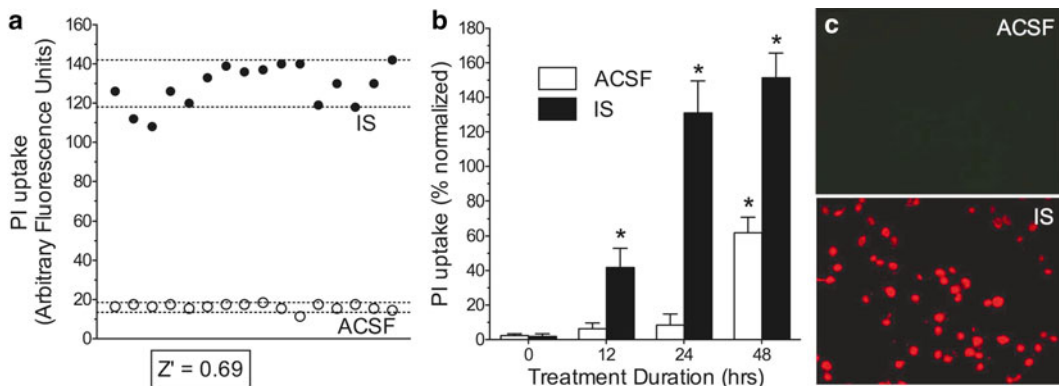 a
PI uptake
(Arbitrary Fluorescence Units)
160
140
120
100
80
60
40
20
0
IS
ACSF
Z' = 0.69
b
PI uptake (% normalized)
180
160
140
120
100
80
60
40
20
0
ACSF
IS
*
*
*
*
0
12
24
48
Treatment Duration (hrs)
c
ACSF
IS